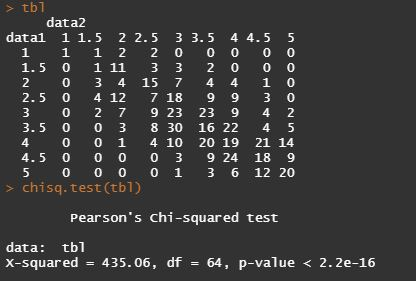 > tbl
     data2
data1  1 1.5  2 2.5  3 3.5  4 4.5  5
  1    1   1  2   2  0   0  0   0  0
  1.5  0   1 11   3  3   2  0   0  0
  2    0   3  4  15  7   4  4   1  0
  2.5  0   4 12   7 18   9  9   3  0
  3    0   2  7   9 23  23  9   4  2
  3.5  0   0  3   8 30  16 22   4  5
  4    0   0  1   4 10  20 19  21 14
  4.5  0   0  0   0  3   9 24  18  9
  5    0   0  0   0  1   3  6  12 20
> chisq.test(tbl)
        Pearson's Chi-squared test
data:  tbl
X-squared = 435.06, df = 64, p-value < 2.2e-16